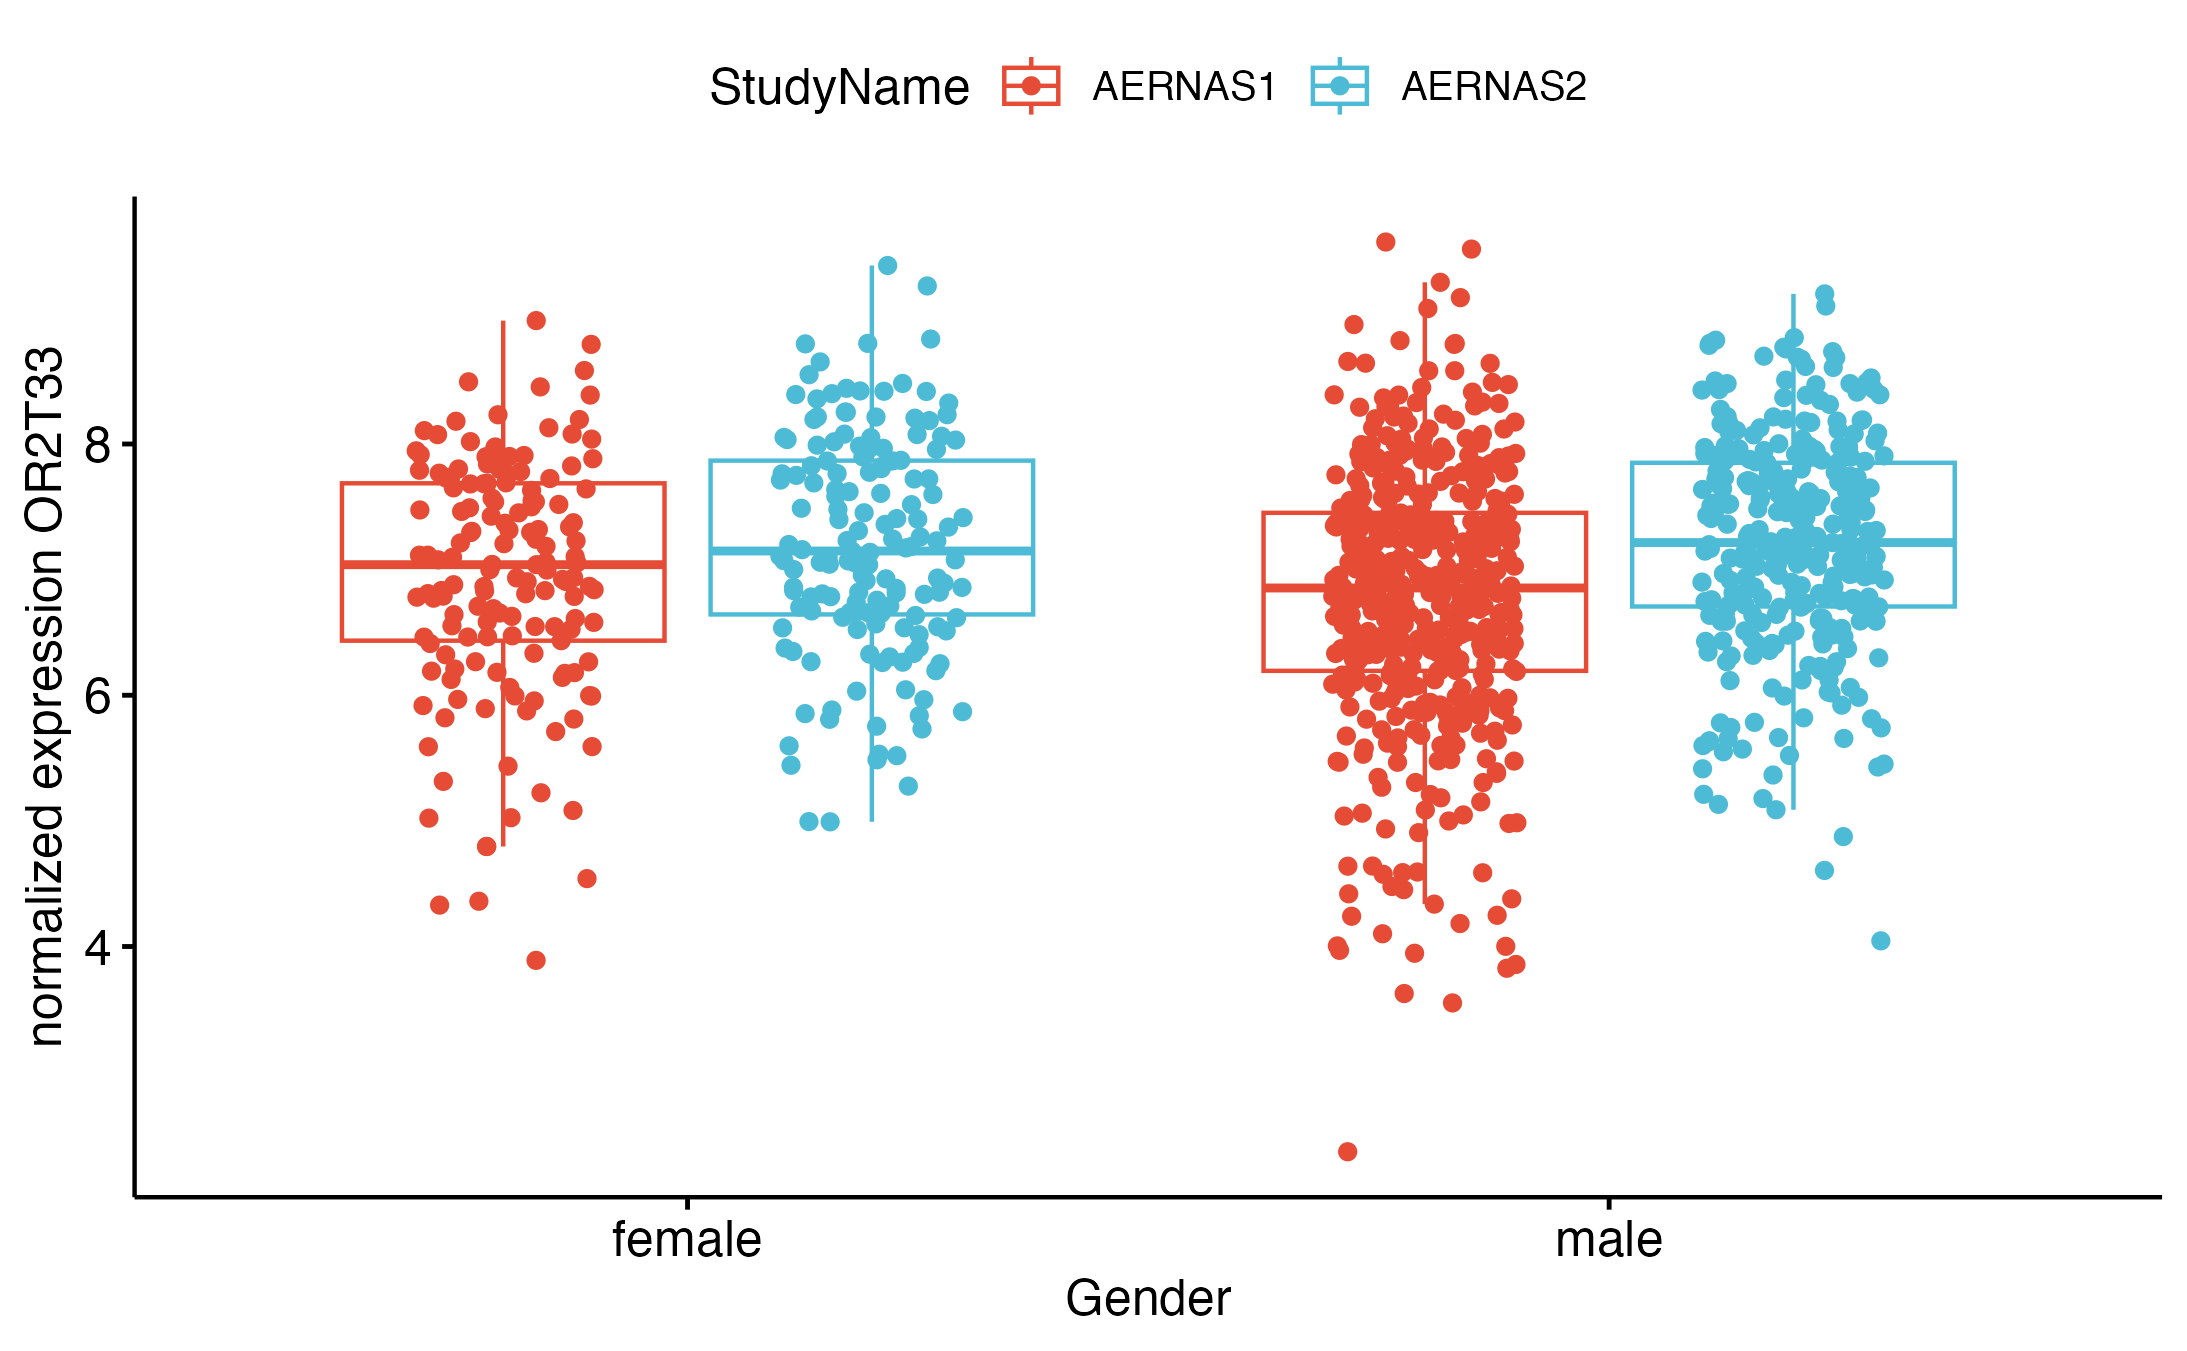 StudyName AERNAS1 AERNAS2
normalized expression OR2T33
8
6
4
female male
Gender